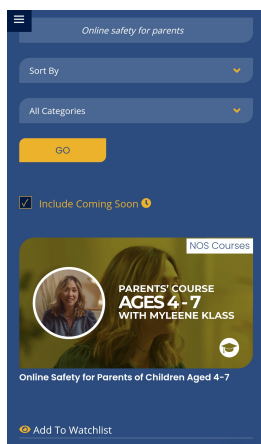 Online safety for parents
Sort By
All Categories
GO
Include Coming Soon
NOS Courses
PARENTS' COURSE
AGES 4 - 7
WITH MYLEENE KLASS
Online Safety for Parents of Children Aged 4-7
Add To Watchlist